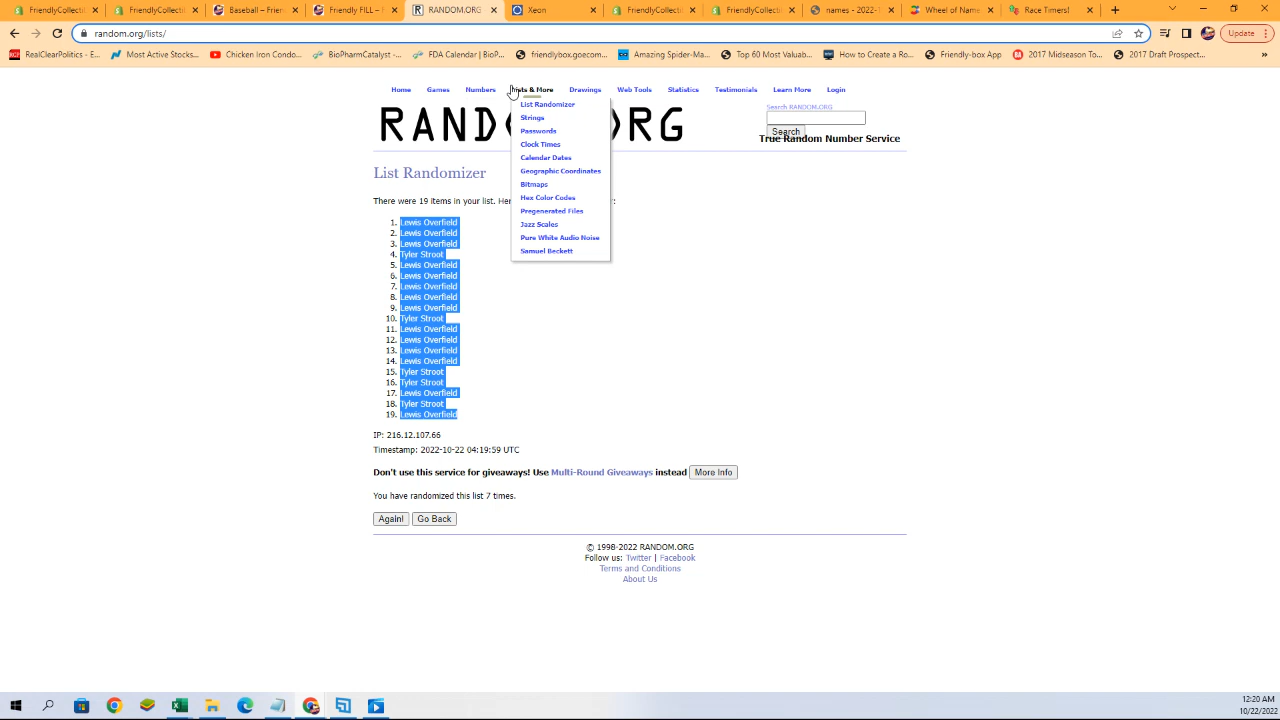 FriendlyCollecti
FriendlyCollecti
Baseball – Frien
Friendly FILL – F
RANDOM.ORG
FriendlyCollecti
FriendlyCollecti
names - 2022-1
Wheel of Name
Race Timers!
random.org/lists/
Update
RealClearPolitics - E...
Most Active Stocks...
Chicken Iron Condo...
BioPharmCatalyst -...
FDA Calendar | BioP...
friendlybox.goecom...
Amazing Spider-Ma...
Top 60 Most Valuab...
How to Create a Ro...
Friendly-box App
2017 Midseason To...
2017 Draft Prospect...
Home Games Numbers Lists & More Drawings Web Tools Statistics Testimonials Learn More Login
List Randomizer
Strings
Passwords
Clock Times
Calendar Dates
Geographic Coordinates
Bitmaps
Hex Color Codes
Pregenerated Files
Jazz Scales
Pure White Audio Noise
Samuel Beckett
Search RANDOM.ORG
Search
True Random Number Service
List Randomizer
There were 19 items in your list. Her
1. Lewis Overfield
2. Lewis Overfield
3. Lewis Overfield
4. Tyler Stroot
5. Lewis Overfield
6. Lewis Overfield
7. Lewis Overfield
8. Lewis Overfield
9. Lewis Overfield
10. Tyler Stroot
11. Lewis Overfield
12. Lewis Overfield
13. Lewis Overfield
14. Lewis Overfield
15. Tyler Stroot
16. Tyler Stroot
17. Lewis Overfield
18. Tyler Stroot
19. Lewis Overfield
IP: 216.12.107.66
Timestamp: 2022-10-22 04:19:59 UTC
Don't use this service for giveaways! Use Multi-Round Giveaways instead More Info
You have randomized this list 7 times.
Again! Go Back
© 1998-2022 RANDOM.ORG
Follow us: Twitter | Facebook
Terms and Conditions
About Us
12:20 AM
10/22/2022